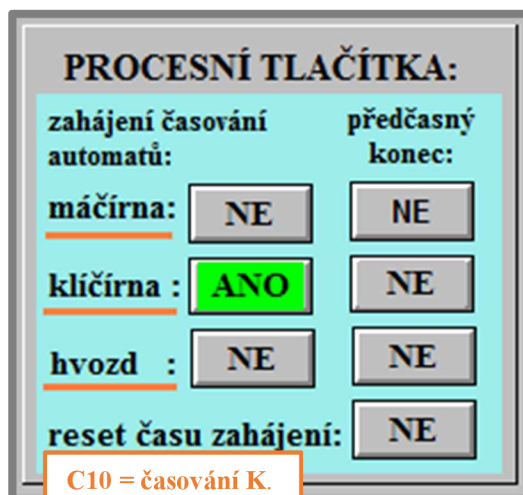 PROCESNÍ TLAČÍTKA:
zahájení časování předčasný
automatů: konec:
máčírna: NE NE
klíčírna : ANO NE
hvozd : NE NE
reset času zahájení: NE
C10 = časování K.